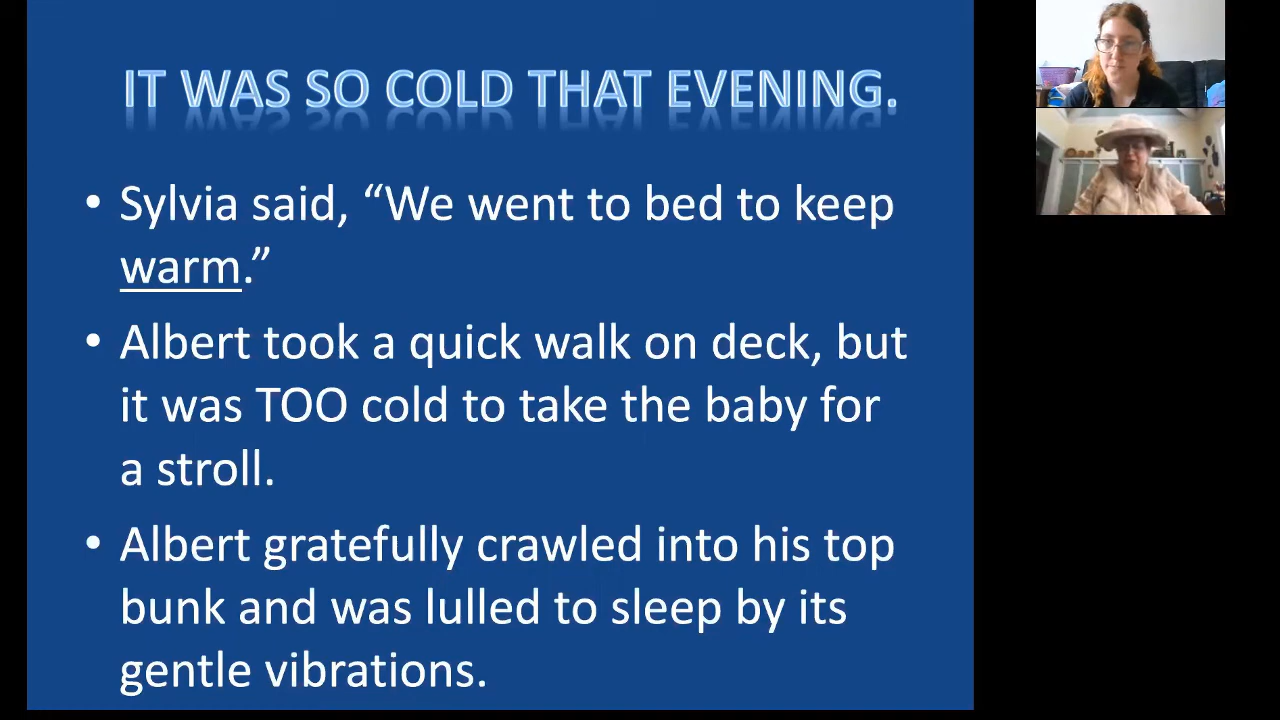 IT WAS SO COLD THAT EVENING.
• Sylvia said, “We went to bed to keep
warm.”
• Albert took a quick walk on deck, but
it was TOO cold to take the baby for
a stroll.
• Albert gratefully crawled into his top
bunk and was lulled to sleep by its
gentle vibrations.